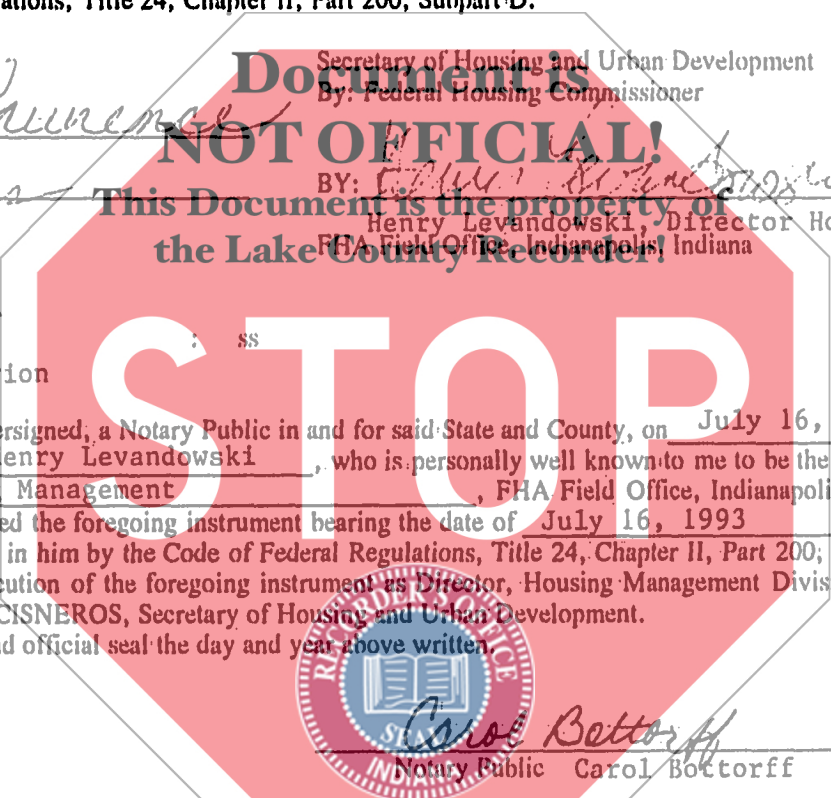 ations, Title 24, Chapter II, Part 200, Subpart D.
Secretary of Housing and Urban Development
By: Federal Housing Commissioner
Document is
NOT OFFICIAL!
This Document is the property of
the Lake County Recorder!
BY:
Henry Levandowski, Director Ho
FHA Field Office, Indianapolis, Indiana
: ss
ion
STOP
ersigned, a Notary Public in and for said State and County, on July 16,
enry Levandowski , who is personally well known to me to be the
Management , FHA Field Office, Indianapoli
ed the foregoing instrument bearing the date of July 16, 1993
in him by the Code of Federal Regulations, Title 24, Chapter II, Part 200,
cution of the foregoing instrument as Director, Housing Management Divis
CISNEROS, Secretary of Housing and Urban Development.
d official seal the day and year above written.
RECORDER'S OFFICE
SEAL
INDIANA
Carol Bottorff
Notary Public Carol Bottorff